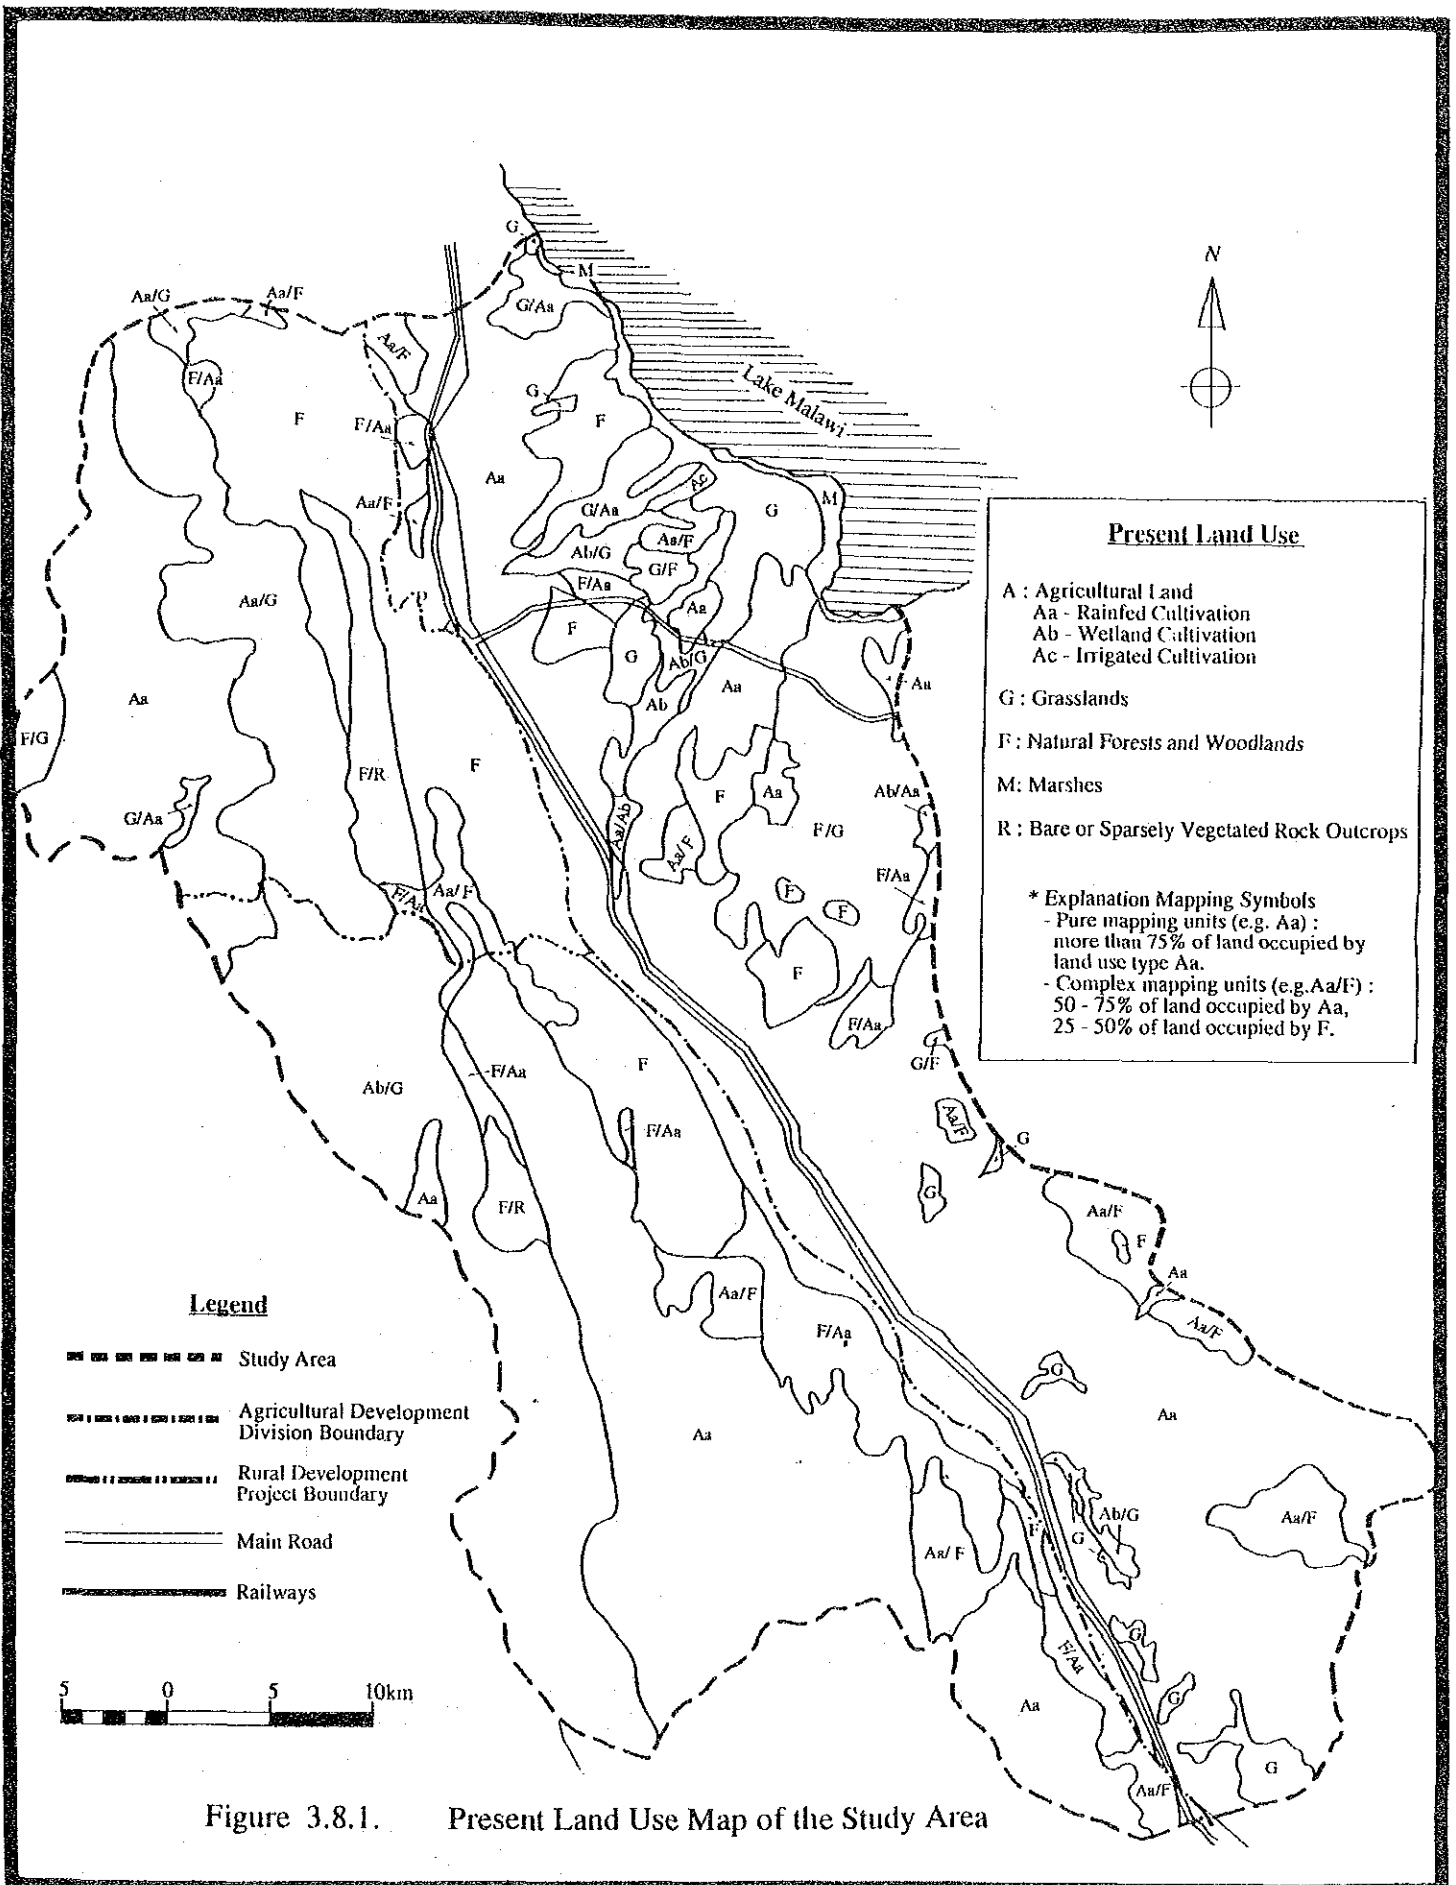 G
M
N
Aa/G
Aa/F
G/Aa
Aa/F
F/Aa
Lake Malawi
G
F
F
F/Aa
Aa
Ac
Aa/F
G
M
G/Aa
Aa/F
Ab/G
G/F
F/Aa
Aa/G
Aa
F
G
Ab/G
Aa
Aa
Aa
Ab
F/G
F/R
F
G/Aa
Aa/Ab
Aa/F
F
Aa
F/G
Ab/Aa
F/Aa
F
F
F/Aa
Aa/F
F
F/Aa
G/F
Ab/G
F/Aa
F
F/Aa
Aa/F
G
Aa
F/R
G
Aa/F
F
Aa
Aa/F
Aa/F
F/Aa
G
Aa
Aa
Aa/F
F
G
Ab/G
Aa/F
F/Aa
G
Aa
G
G
Aa/F
Present Land Use
A : Agricultural Land
Aa - Rainfed Cultivation
Ab - Wetland Cultivation
Ac - Irrigated Cultivation
G : Grasslands
F : Natural Forests and Woodlands
M: Marshes
R : Bare or Sparsely Vegetated Rock Outcrops
* Explanation Mapping Symbols
- Pure mapping units (e.g. Aa) :
more than 75% of land occupied by
land use type Aa.
- Complex mapping units (e.g.Aa/F) :
50 - 75% of land occupied by Aa,
25 - 50% of land occupied by F.
Legend
Study Area
Agricultural Development
Division Boundary
Rural Development
Project Boundary
Main Road
Railways
5 0 5 10km
Figure 3.8.1. Present Land Use Map of the Study Area